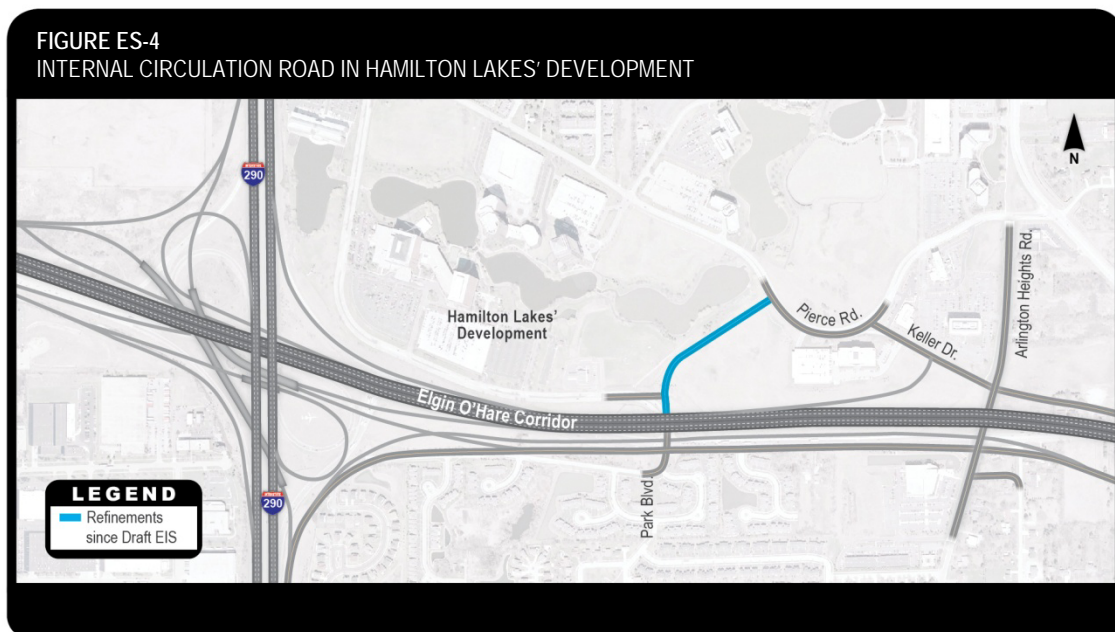 FIGURE ES-4
INTERNAL CIRCULATION ROAD IN HAMILTON LAKES' DEVELOPMENT
290
N
Arlington Heights Rd.
Pierce Rd.
Keller Dr.
Hamilton Lakes'
Development
Elgin O'Hare Corridor
Park Blvd.
290
LEGEND
Refinements
since Draft EIS